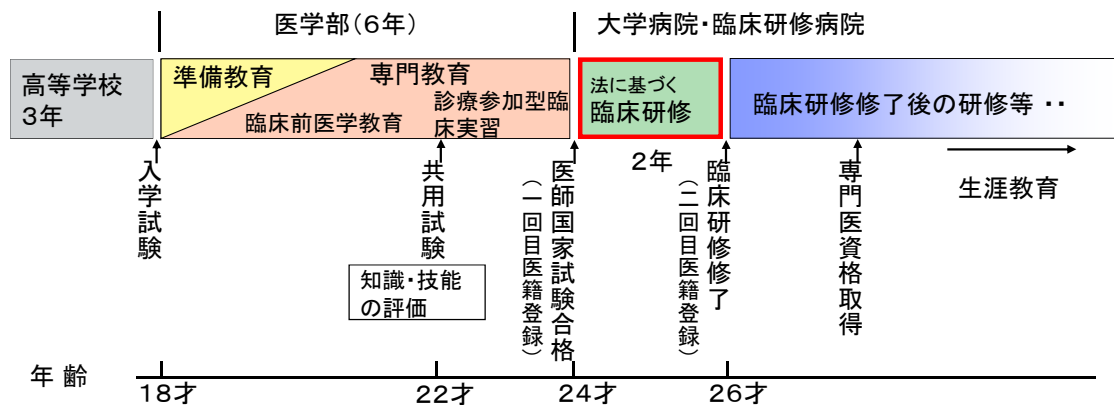 医学部（６年）
大学病院・臨床研修病院
高等学校
３年
準備教育
専門教育
臨床前医学教育
診療参加型臨
床実習
法に基づく
臨床研修
臨床研修修了後の研修等 ・・
２年
入学試験
共用試験
知識・技能
の評価
医師国家試験合格
（一回目医籍登録）
臨床研修修了
（二回目医籍登録）
専門医資格取得
生涯教育
年 齢
18才
22才
24才
26才